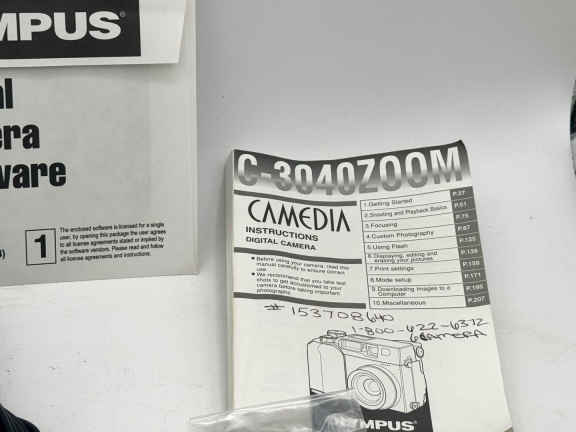 MPUS®
al
era
ware
1
The enclosed software is licensed for a single
user; by opening this package the user agrees
to all license agreements stated or implied by
the software vendors. Please read and follow
all license agreements and instructions.
C-3040ZOOM
CAMEDIA
INSTRUCTIONS
DIGITAL CAMERA
● Before using your camera, read this
manual carefully to ensure correct
use.
● We recommend that you take test
shots to get accustomed to your
camera before taking important
photographs.
1.Getting Started P.27
2.Shooting and Playback Basics P.51
3.Focusing P.75
4.Custom Photography P.87
5.Using Flash P.125
6.Displaying, editing and
erasing your pictures
7.Print settings
8.Mode setup P.171
9.Downloading Images to a
Computer P.195
10.Miscellaneous P.207
# 153708640
1-800-622-6372
CAMERA
OLYMPUS